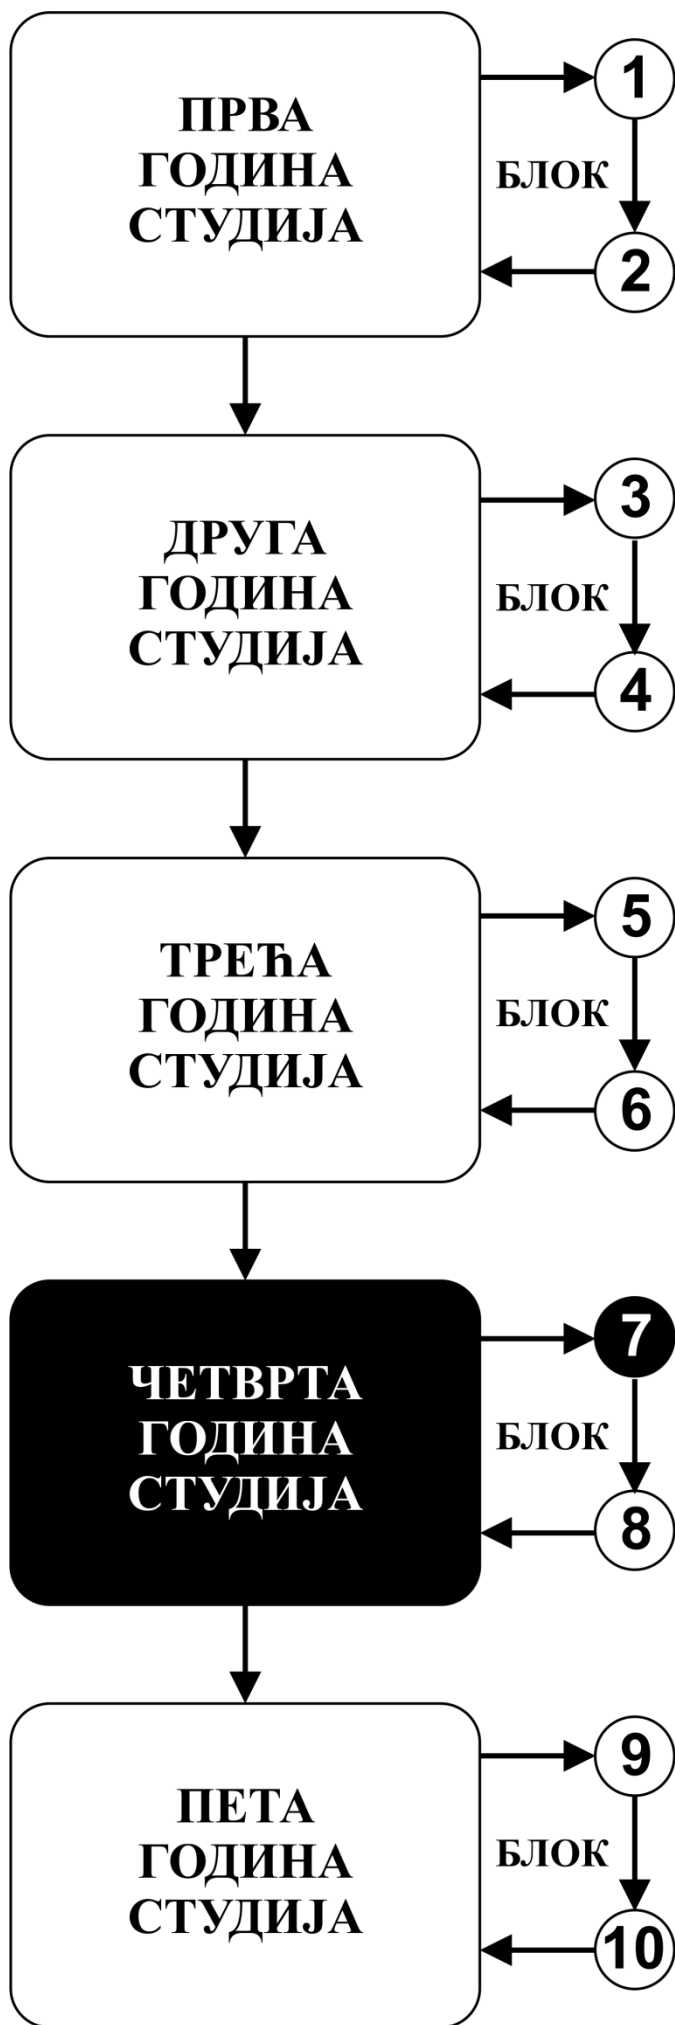 ПРВА
ГОДИНА
СТУДИЈА
1
БЛОК
2
ДРУГА
ГОДИНА
СТУДИЈА
3
БЛОК
4
ТРЕЋА
ГОДИНА
СТУДИЈА
5
БЛОК
6
ЧЕТВРТА
ГОДИНА
СТУДИЈА
7
БЛОК
8
ПЕТА
ГОДИНА
СТУДИЈА
9
БЛОК
10